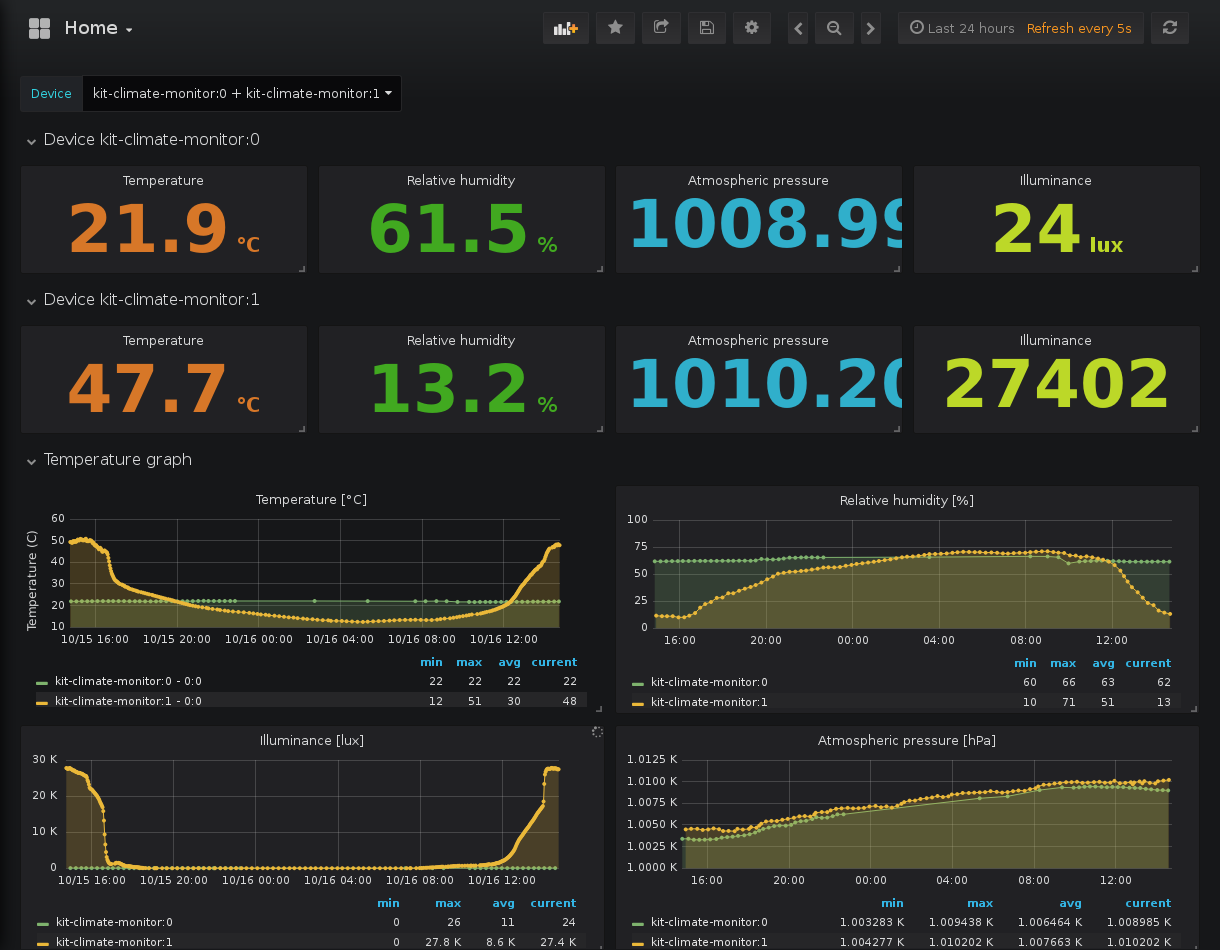 Home
Last 24 hours Refresh every 5s
Device kit-climate-monitor:0 + kit-climate-monitor:1
Device kit-climate-monitor:0
Temperature Relative humidity Atmospheric pressure Illuminance
21.9 °C 61.5 % 1008.99 24 lux
Device kit-climate-monitor:1
Temperature Relative humidity Atmospheric pressure Illuminance
47.7 °C 13.2 % 1010.20 27402
Temperature graph
Temperature [°C]
Temperature (C)
60
50
40
30
20
10
10/15 16:00 10/15 20:00 10/16 00:00 10/16 04:00 10/16 08:00 10/16 12:00
min max avg current
kit-climate-monitor:0 - 0:0 22 22 22 22
kit-climate-monitor:1 - 0:0 12 51 30 48
Relative humidity [%]
100
75
50
25
0
16:00 20:00 00:00 04:00 08:00 12:00
min max avg current
kit-climate-monitor:0 60 66 63 62
kit-climate-monitor:1 10 71 51 13
Illuminance [lux]
30 K
20 K
10 K
0
10/15 16:00 10/15 20:00 10/16 00:00 10/16 04:00 10/16 08:00 10/16 12:00
min max avg current
kit-climate-monitor:0 0 26 11 24
kit-climate-monitor:1 0 27.8 K 8.6 K 27.4 K
Atmospheric pressure [hPa]
1.0125 K
1.0100 K
1.0075 K
1.0050 K
1.0025 K
1.0000 K
16:00 20:00 00:00 04:00 08:00 12:00
min max avg current
kit-climate-monitor:0 1.003283 K 1.009438 K 1.006464 K 1.008985 K
kit-climate-monitor:1 1.004277 K 1.010202 K 1.007663 K 1.010202 K